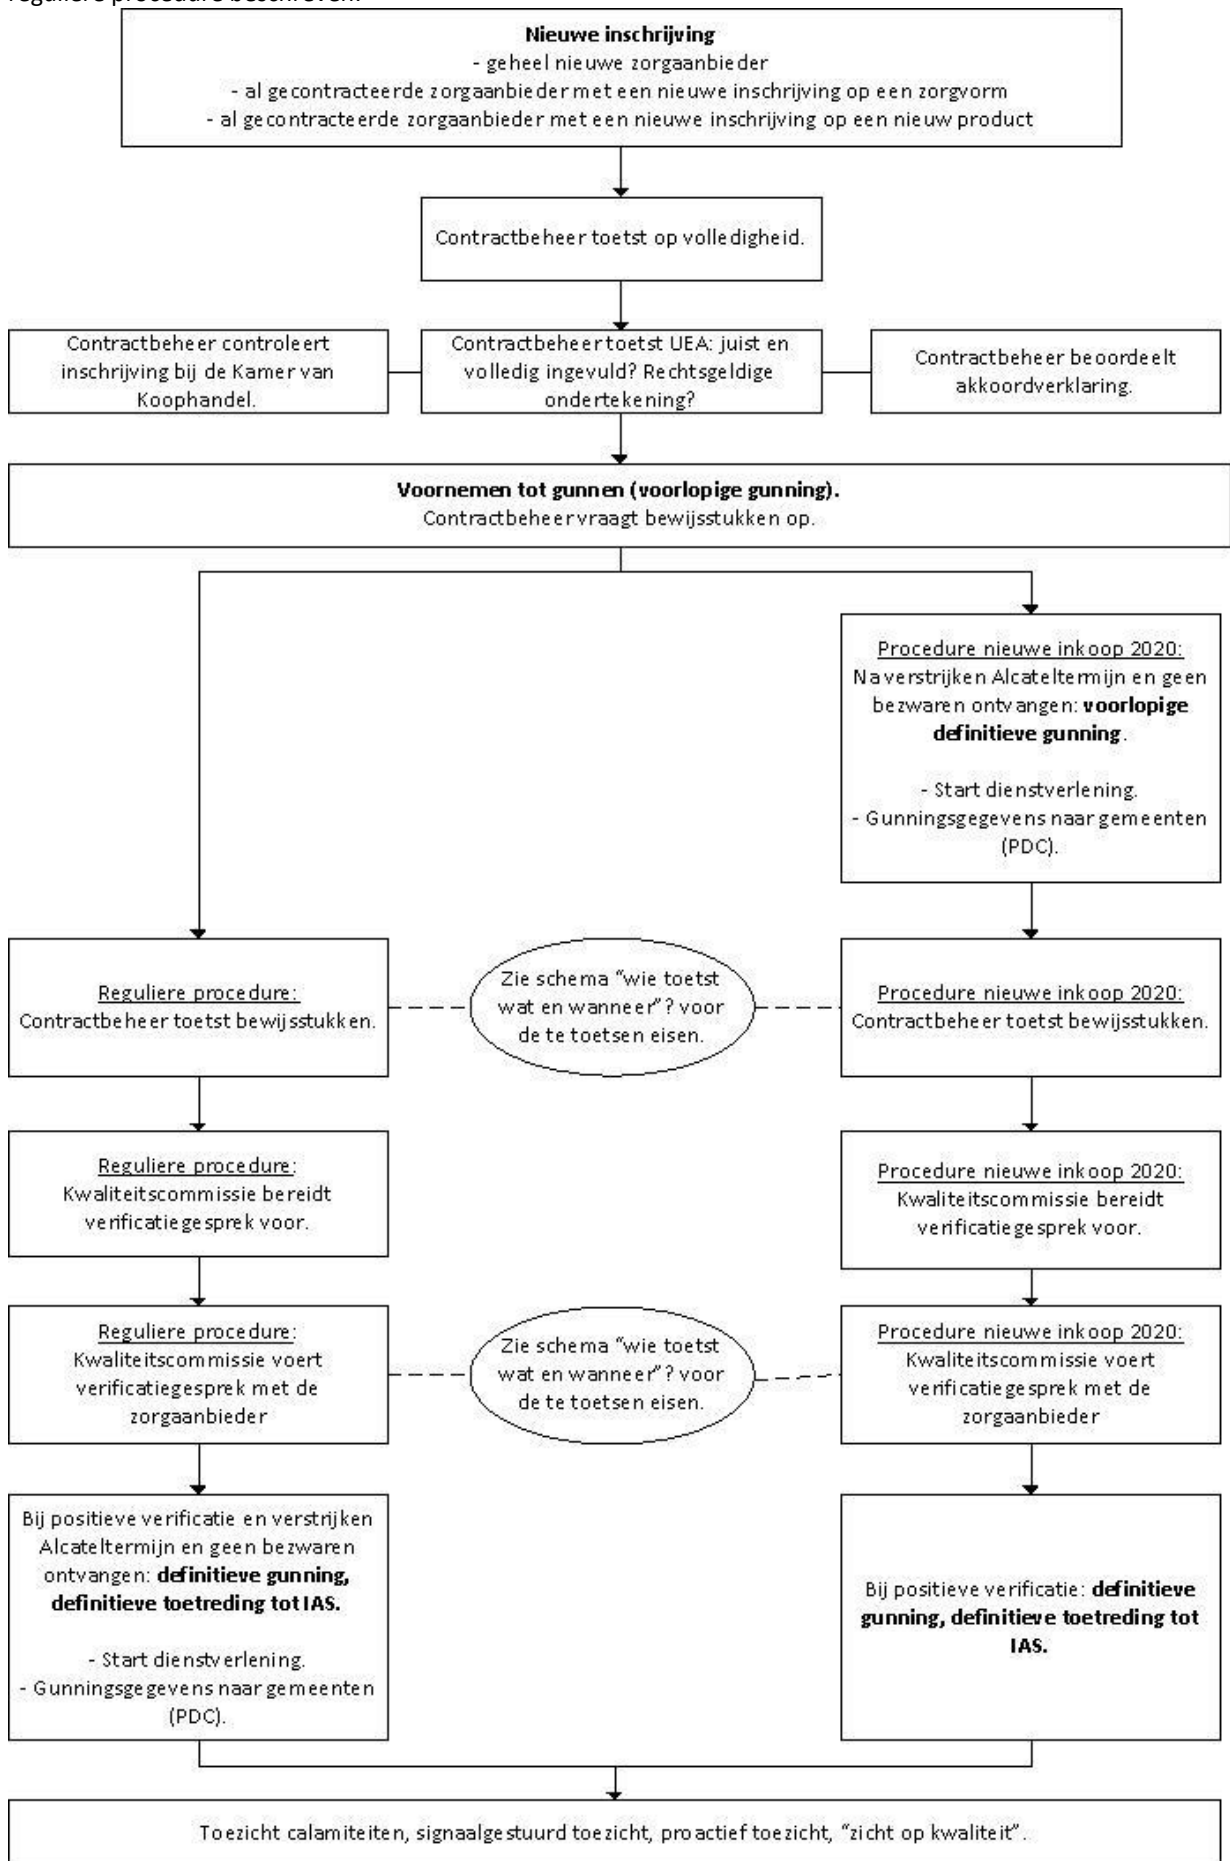 reguliere procedure beschreven.
Nieuwe inschrijving
- geheel nieuwe zorgaanbieder
- al gecontracteerde zorgaanbieder met een nieuwe inschrijving op een zorgvorm
- al gecontracteerde zorgaanbieder met een nieuwe inschrijving op een nieuw product
Contractbeheer toetst op volledigheid.
Contractbeheer controleert
inschrijving bij de Kamer van
Koophandel.
Contractbeheer toetst UEA: juist en
volledig ingevuld? Rechtsgeldige
ondertekening?
Contractbeheer beoordeelt
akkoordverklaring.
Voornemen tot gunnen (voorlopige gunning).
Contractbeheer vraagt bewijsstukken op.
Procedure nieuwe inkoop 2020:
Na verstrijken Alcateltermijn en geen
bezwaren ontvangen: voorlopige
definitieve gunning.
- Start dienstverlening.
- Gunningsgegevens naar gemeenten
(PDC).
Reguliere procedure:
Contractbeheer toetst bewijsstukken.
Zie schema “wie toetst
wat en wanneer”? voor
de te toetsen eisen.
Procedure nieuwe inkoop 2020:
Contractbeheer toetst bewijsstukken.
Reguliere procedure:
Kwaliteitscommissie bereidt
verificatiegesprek voor.
Procedure nieuwe inkoop 2020:
Kwaliteitscommissie bereidt
verificatiegesprek voor.
Reguliere procedure:
Kwaliteitscommissie voert
verificatiegesprek met de
zorgaanbieder
Zie schema “wie toetst
wat en wanneer”? voor
de te toetsen eisen.
Procedure nieuwe inkoop 2020:
Kwaliteitscommissie voert
verificatiegesprek met de
zorgaanbieder
Bij positieve verificatie en verstrijken
Alcateltermijn en geen bezwaren
ontvangen: definitieve gunning,
definitieve toetreding tot IAS.
- Start dienstverlening.
- Gunningsgegevens naar gemeenten
(PDC).
Bij positieve verificatie: definitieve
gunning, definitieve toetreding tot
IAS.
Toezicht calamiteiten, signaalgestuurd toezicht, proactief toezicht, “zicht op kwaliteit”.